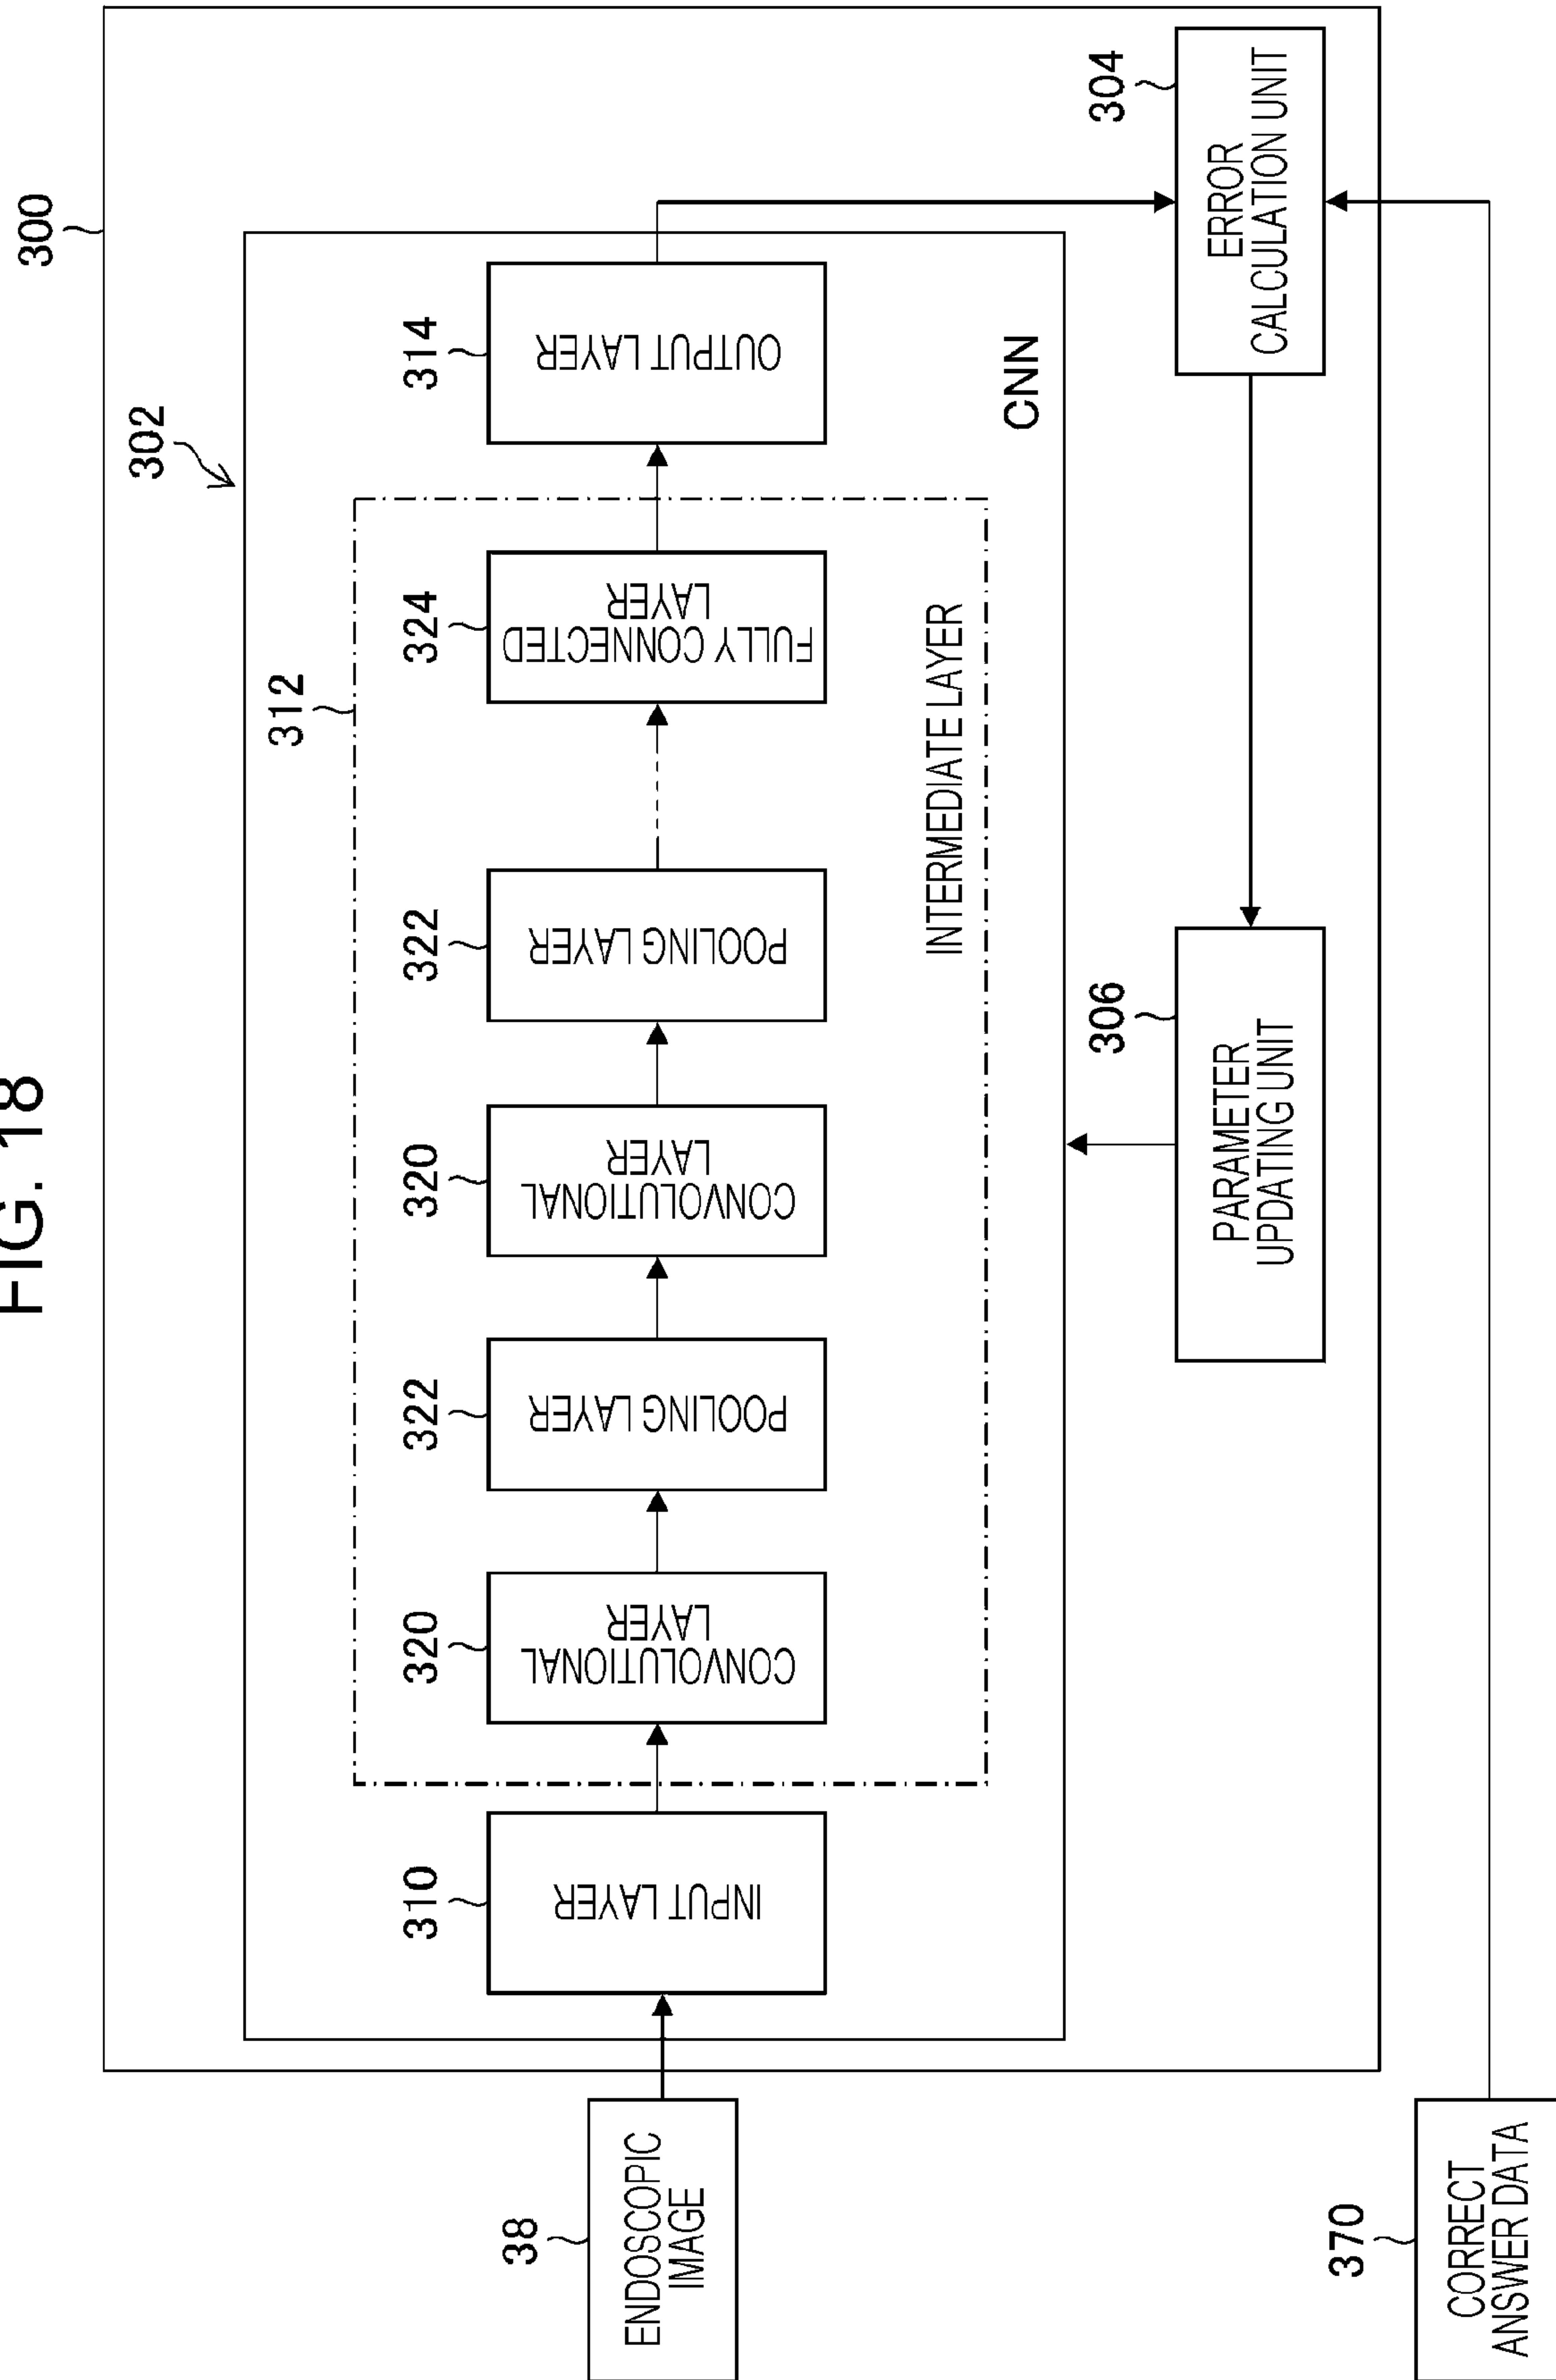 FIG. 18
300
302
312
310
INPUT LAYER
320
CONVOLUTIONAL
LAYER
322
POOLING LAYER
320
CONVOLUTIONAL
LAYER
322
POOLING LAYER
324
FULLY CONNECTED
LAYER
314
OUTPUT LAYER
INTERMEDIATE LAYER
CNN
38
ENDOSCOPIC
IMAGE
306
PARAMETER
UPDATING UNIT
304
ERROR
CALCULATION UNIT
370
CORRECT
ANSWER DATA